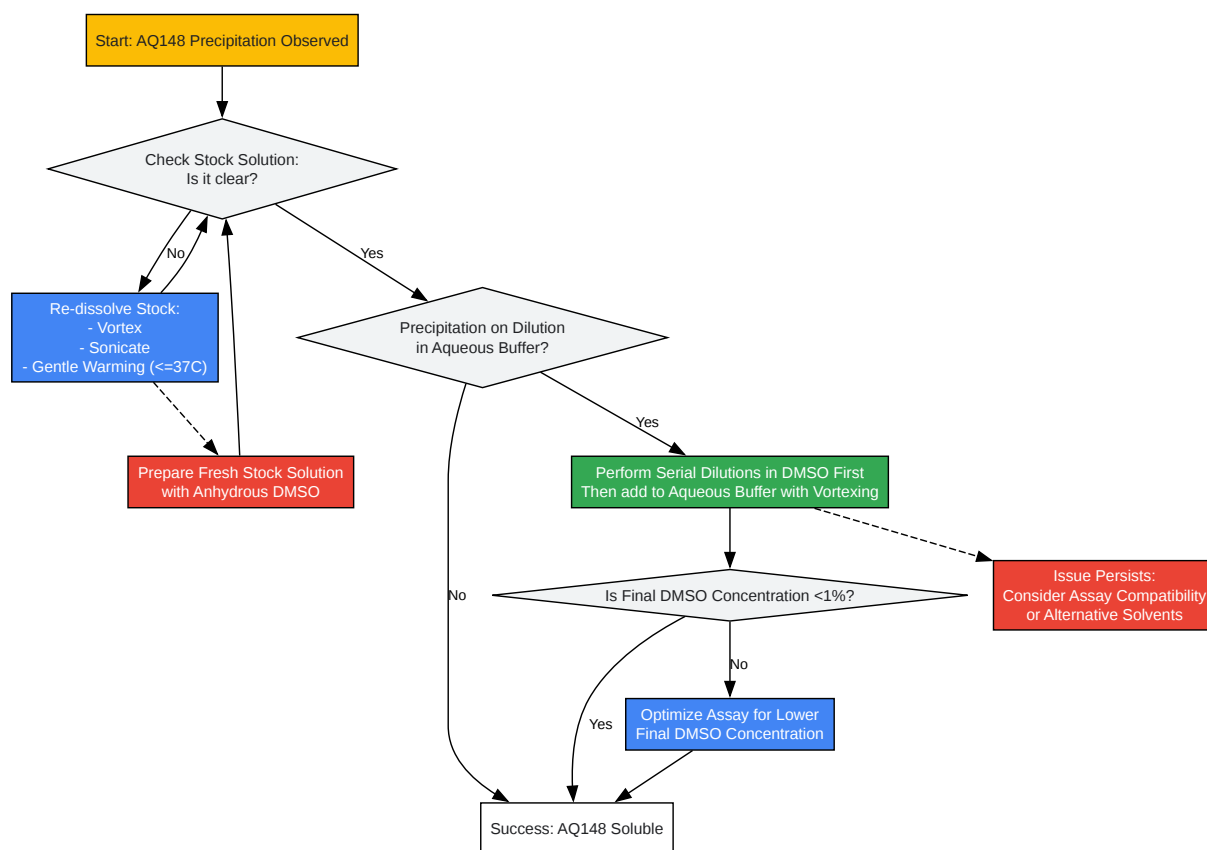 Start: AQ148 Precipitation Observed
Check Stock Solution:
Is it clear?
No
Yes
Re-dissolve Stock:
- Vortex
- Sonicate
- Gentle Warming (<=37C)
Precipitation on Dilution
in Aqueous Buffer?
Yes
Prepare Fresh Stock Solution
with Anhydrous DMSO
Perform Serial Dilutions in DMSO First
Then add to Aqueous Buffer with Vortexing
No
Is Final DMSO Concentration <1%?
Issue Persists:
Consider Assay Compatibility
or Alternative Solvents
No
Yes
Optimize Assay for Lower
Final DMSO Concentration
Success: AQ148 Soluble